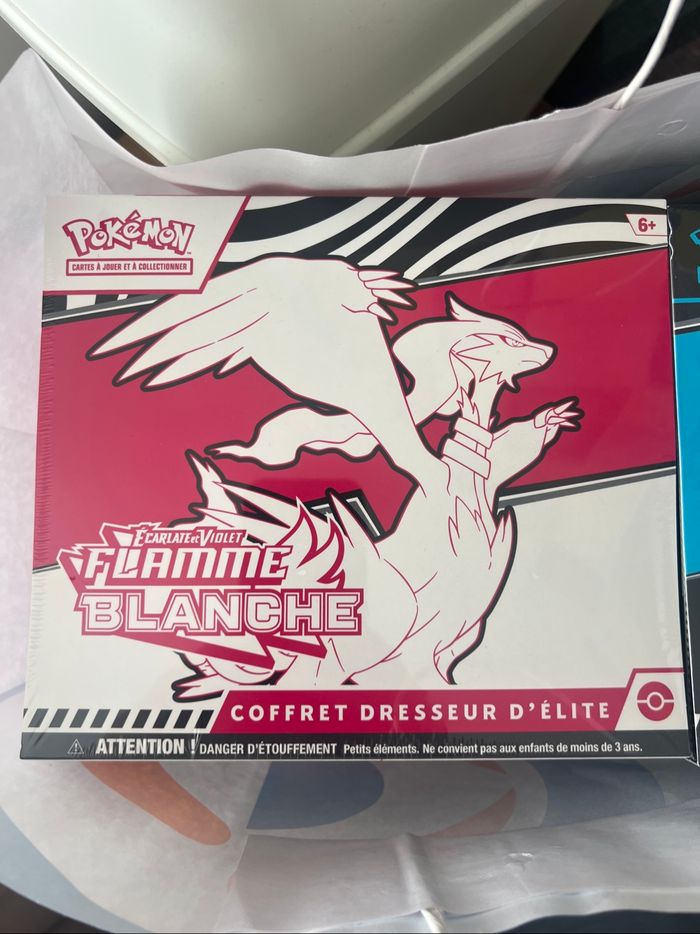 POKÉMON™
CARTES À JOUER ET À COLLECTIONNER
6+
ÉCARLATE ET VIOLET
FLAMME
BLANCHE
COFFRET DRESSEUR D'ÉLITE
⚠ ATTENTION DANGER D'ÉTOUFFEMENT Petits éléments. Ne convient pas aux enfants de moins de 3 ans.